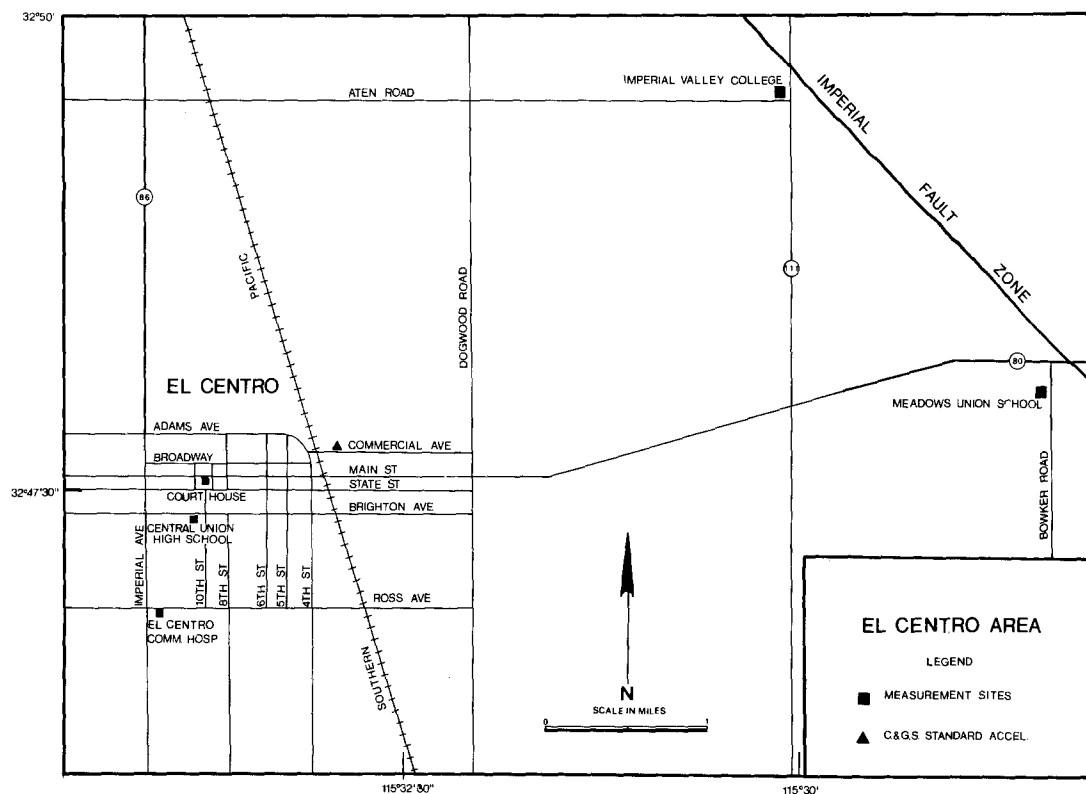 32°50'
IMPERIAL VALLEY COLLEGE
ATEN ROAD
IMPERIAL
FAULT
ZONE
86
PACIFIC
DOGWOOD ROAD
111
80
EL CENTRO
MEADOWS UNION SCHOOL
ADAMS AVE
COMMERCIAL AVE
BROADWAY
MAIN ST
STATE ST
32°47'30"
COURT HOUSE
BRIGHTON AVE
CENTRAL UNION
HIGH SCHOOL
BOWKER ROAD
IMPERIAL AVE
10TH ST
8TH ST
6TH ST
5TH ST
4TH ST
ROSS AVE
EL CENTRO
COMM. HOSP
SOUTHERN
N
SCALE IN MILES
0 1
EL CENTRO AREA
LEGEND
MEASUREMENT SITES
C.&G.S. STANDARD ACCEL.
115°32'30"
115°30'